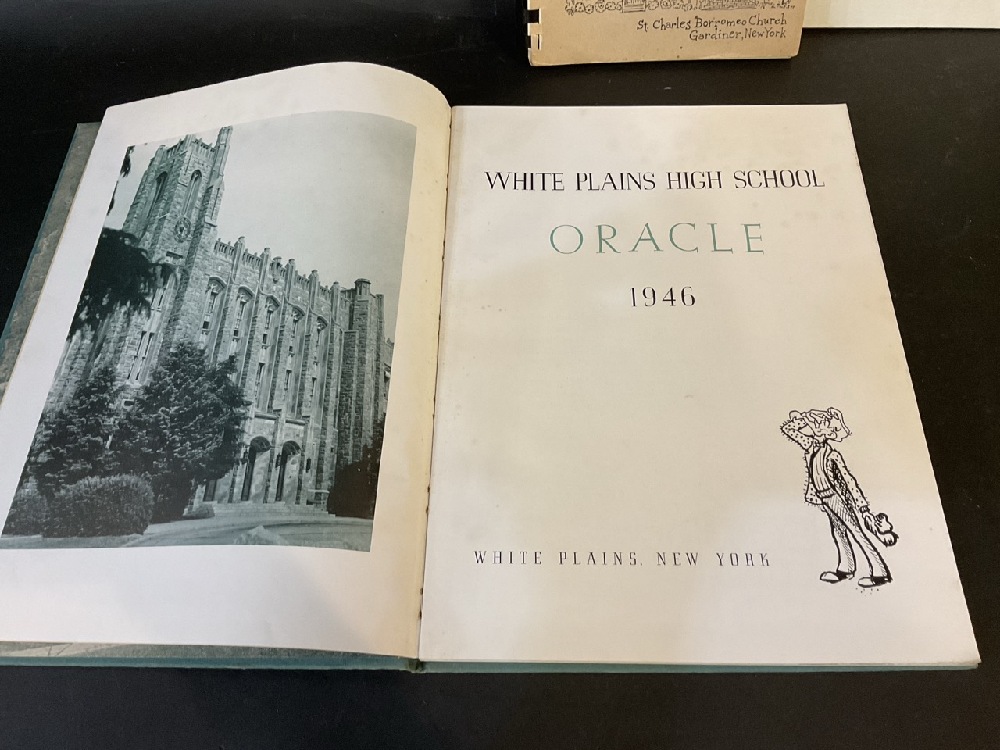 St Charles Borromeo Church
Gardiner, New York
WHITE PLAINS HIGH SCHOOL
ORACLE
1946
WHITE PLAINS, NEW YORK